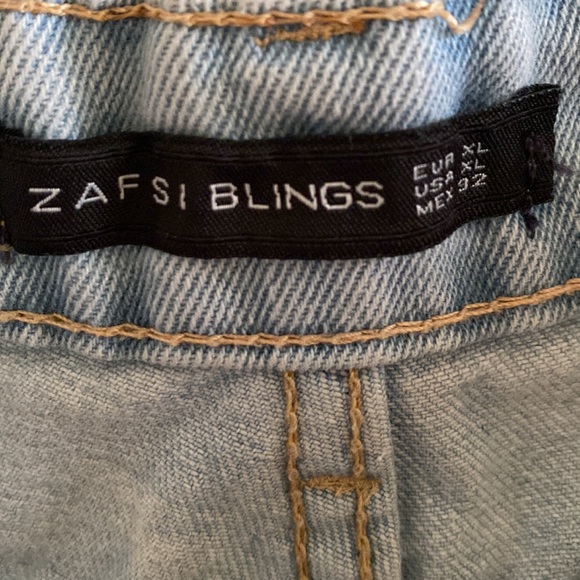 ZAFSI BLINGS
EUR XL
USA XL
MEX 32